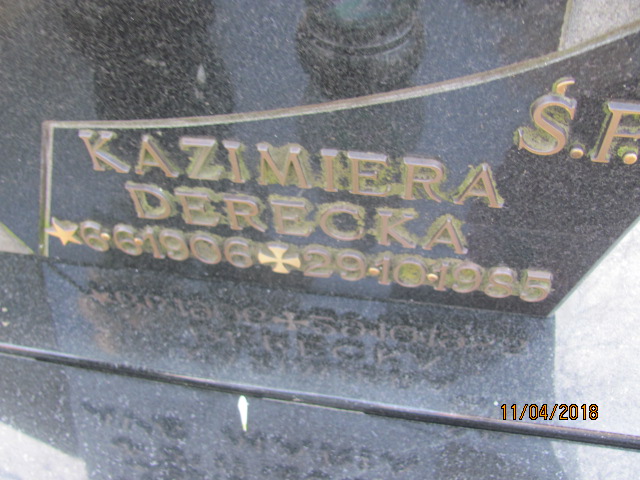 KAZIMIERA
DERECKA
6.6.1906 29.10.1985
Ś.P.
11/04/2018